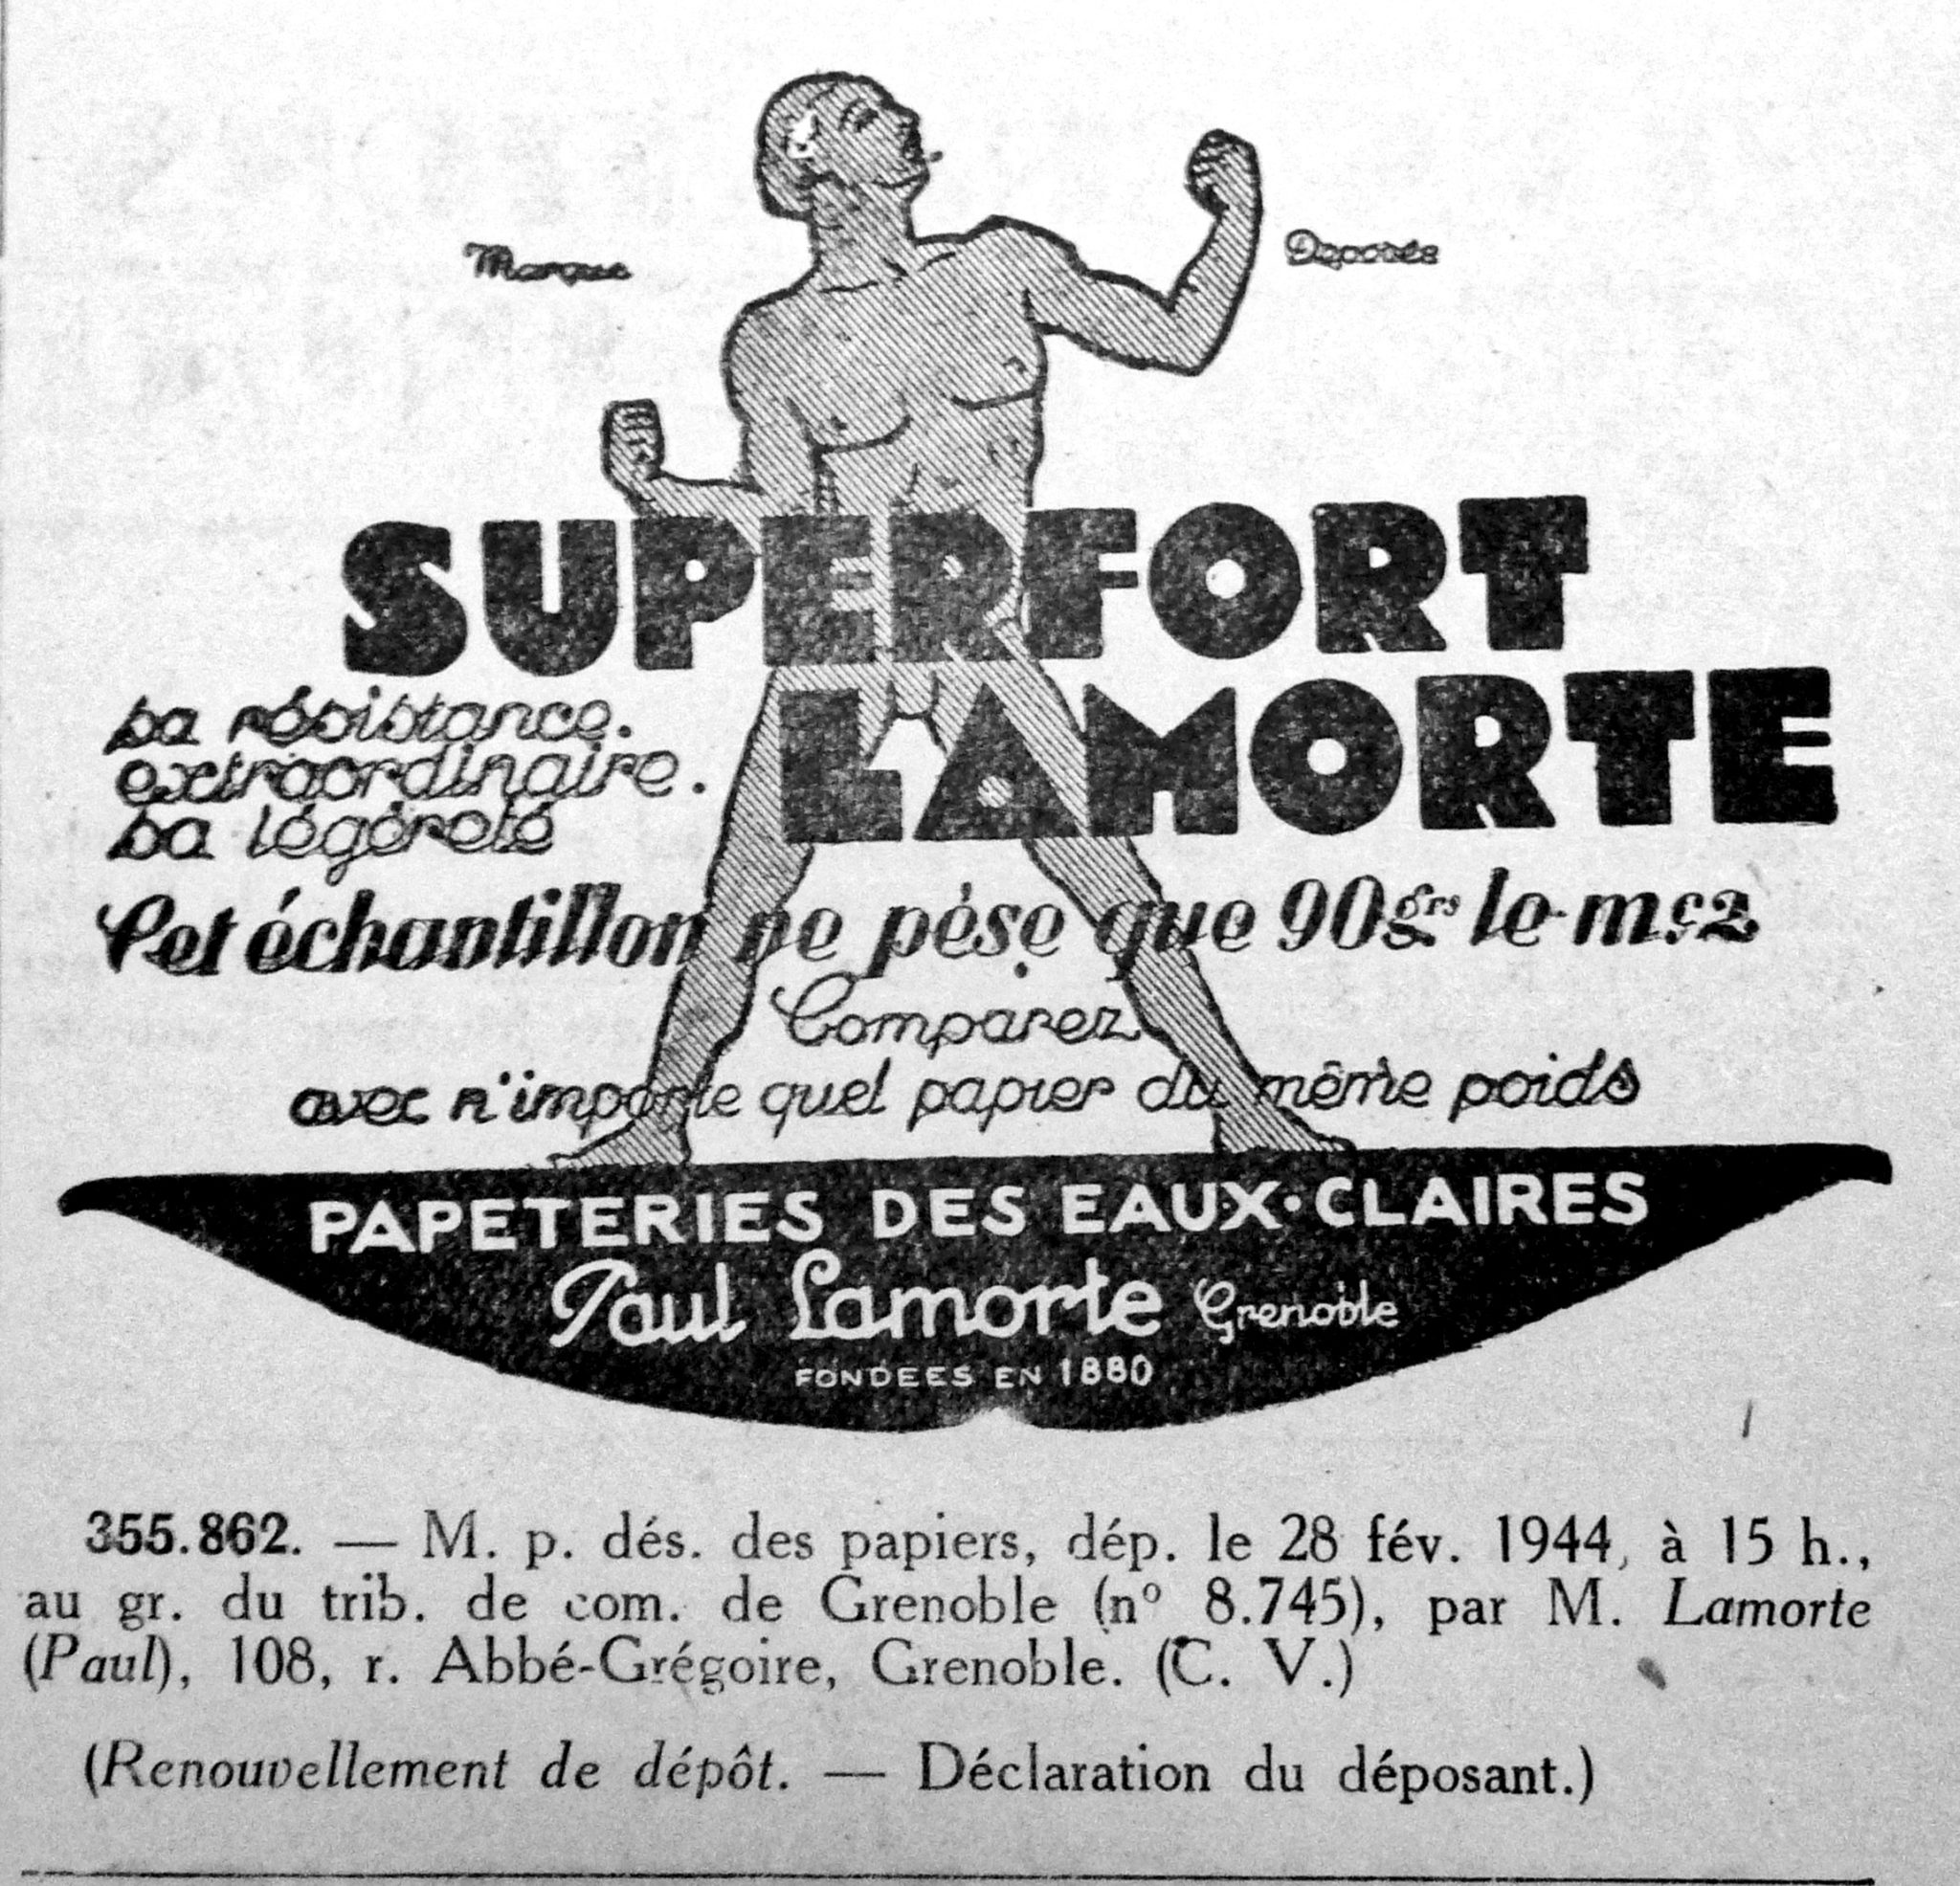 Marque Déposée
SUPERFORT
LAMORTE
sa résistance.
extraordinaire.
sa légéreté
Cet échantillon ne pése que 90grs le mc2
Comparez
avec n'importe quel papier du même poids
PAPETERIES DES EAUX-CLAIRES
Paul Lamorte Grenoble
FONDEES EN 1880
355.862. — M. p. dés. des papiers, dép. le 28 fév. 1944, à 15 h.,
au gr. du trib. de com. de Grenoble (nº 8.745), par M. Lamorte
(Paul), 108, r. Abbé-Grégoire, Grenoble. (C. V.)
(Renouvellement de dépôt. — Déclaration du déposant.)